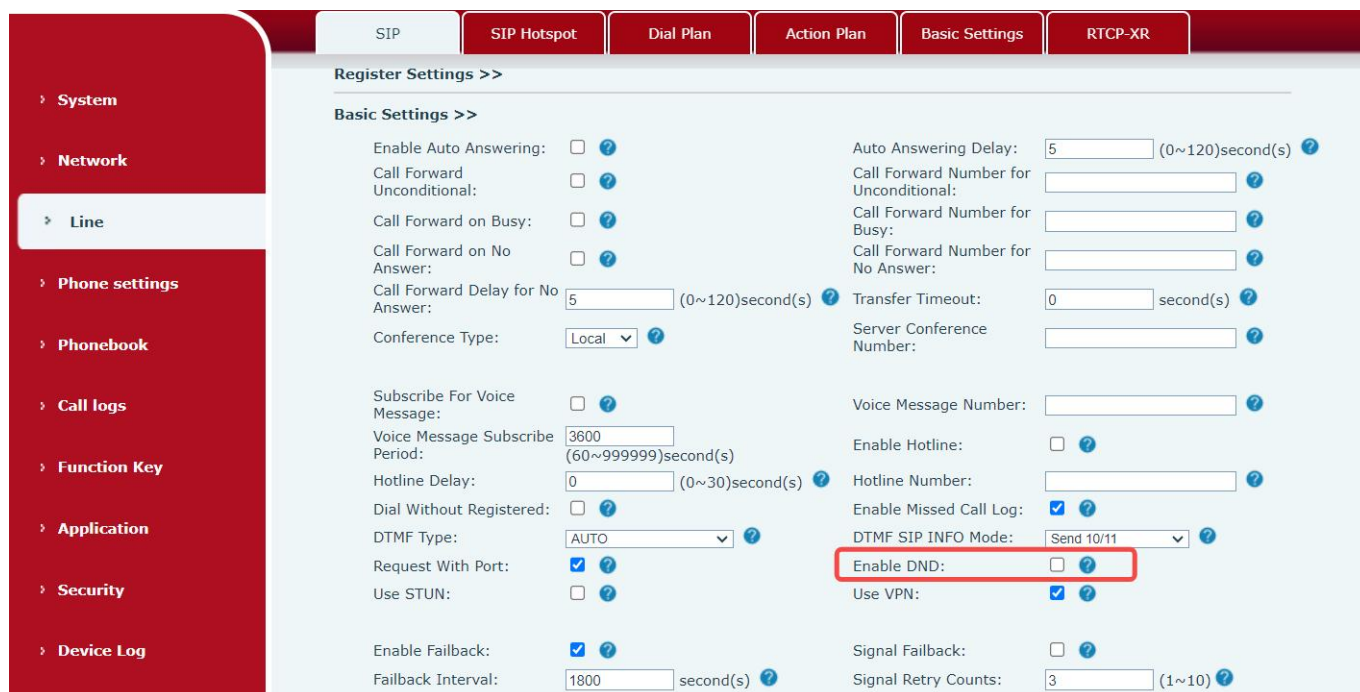 SIP
SIP Hotspot
Dial Plan
Action Plan
Basic Settings
RTCP-XR
System
Network
Line
Phone settings
Phonebook
Call logs
Function Key
Application
Security
Device Log
Register Settings >>
Basic Settings >>
Enable Auto Answering: ?
Auto Answering Delay: 5 (0~120)second(s) ?
Call Forward
Unconditional: ?
Call Forward Number for
Unconditional: ?
Call Forward on Busy: ?
Call Forward Number for
Busy: ?
Call Forward on No
Answer: ?
Call Forward Number for
No Answer: ?
Call Forward Delay for No
Answer: 5 (0~120)second(s) ?
Transfer Timeout: 0 second(s) ?
Conference Type: Local ?
Server Conference
Number: ?
Subscribe For Voice
Message: ?
Voice Message Number: ?
Voice Message Subscribe
Period: 3600
(60~999999)second(s)
Enable Hotline: ?
Hotline Delay: 0 (0~30)second(s) ?
Hotline Number: ?
Dial Without Registered: ?
Enable Missed Call Log: ?
DTMF Type: AUTO ?
DTMF SIP INFO Mode: Send 10/11 ?
Request With Port: ?
Enable DND: ?
Use STUN: ?
Use VPN: ?
Enable Failback: ?
Signal Failback: ?
Failback Interval: 1800 second(s) ?
Signal Retry Counts: 3 (1~10) ?